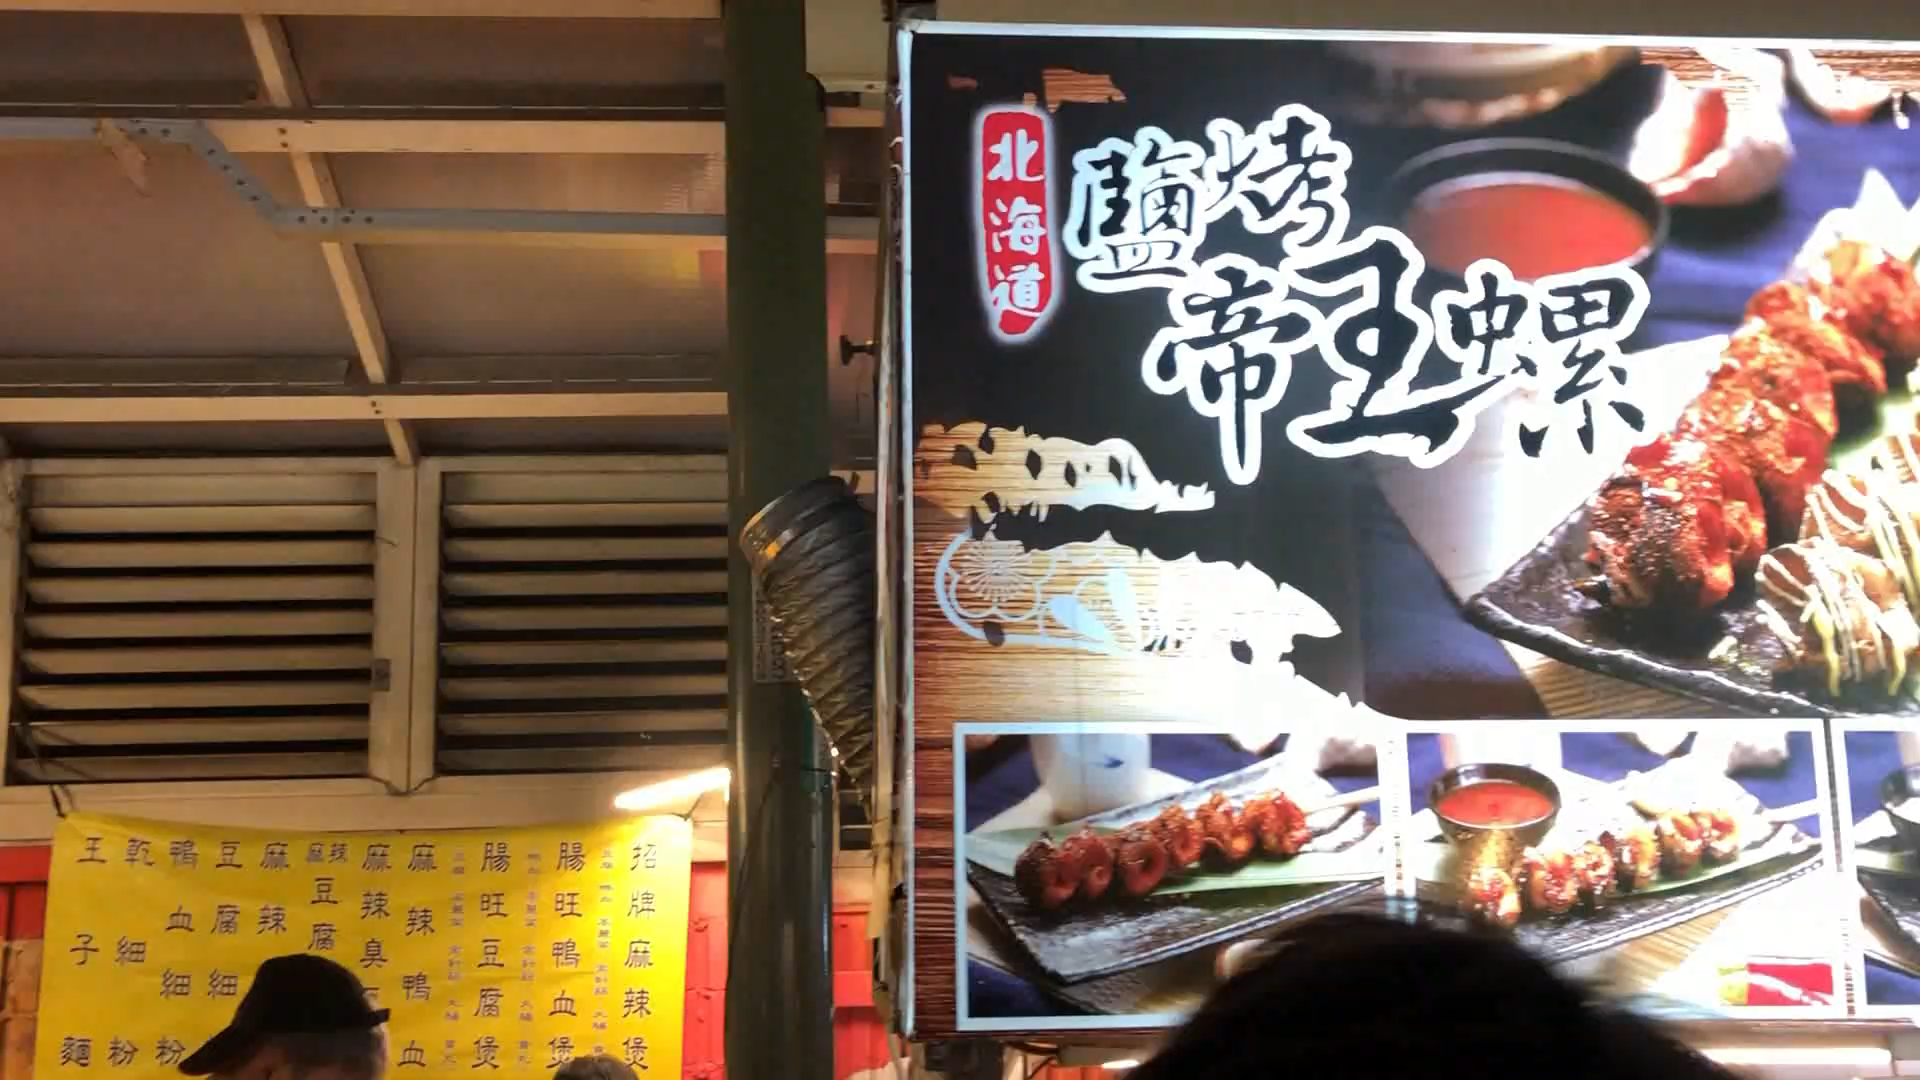 北海道
鹽烤
帝王螺
招牌麻辣煲
腸旺鴨血煲
腸旺豆腐煲
麻辣鴨血
麻辣臭
麻辣豆腐
麻辣
豆腐細
鴨血細粉
乾細粉
王子麵